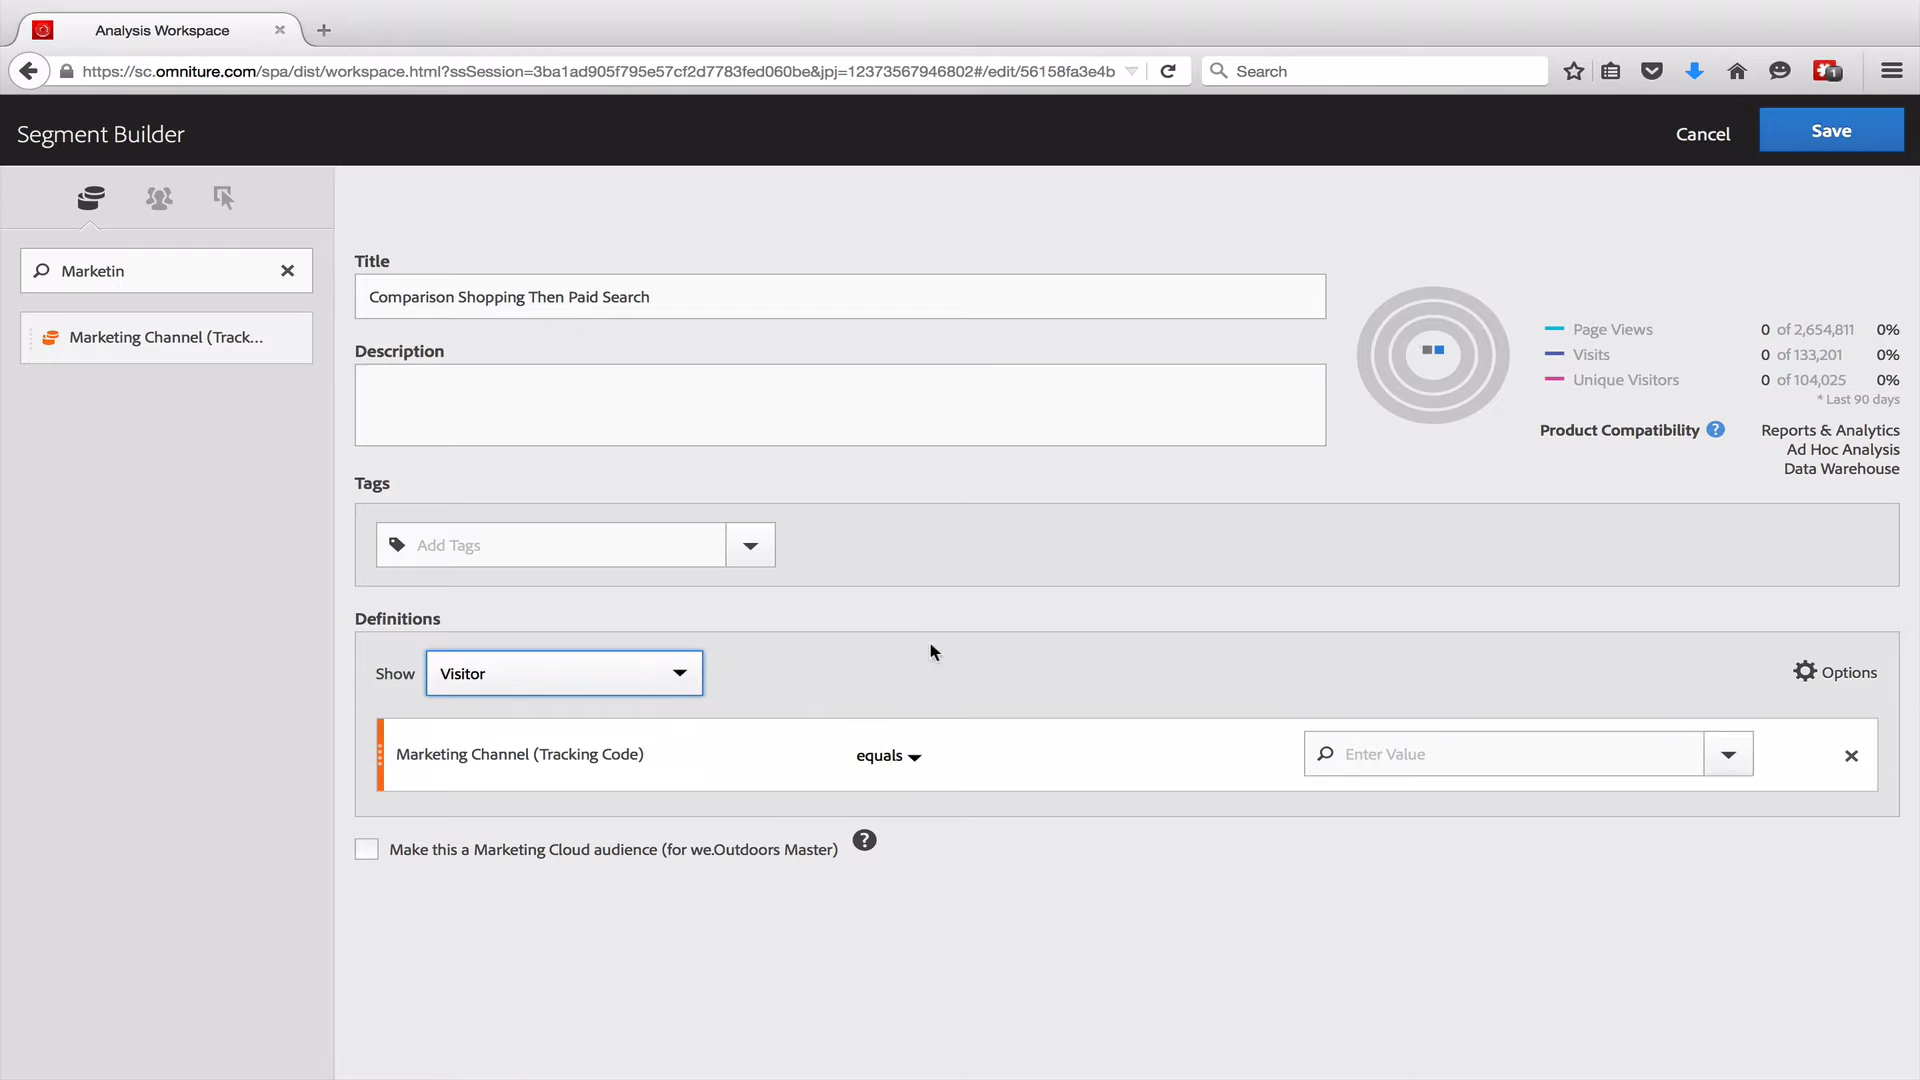 Analysis Workspace
https://sc.omniture.com/spa/dist/workspace.html?ssSession=3ba1ad905f795e57cf2d7783fed060be&jpj=12373567946802#/edit/56158fa3e4b
Search
1
Segment Builder
Cancel
Save
Marketin
Marketing Channel (Track...
Title
Comparison Shopping Then Paid Search
Description
Page Views 0 of 2,654,811 0%
Visits 0 of 133,201 0%
Unique Visitors 0 of 104,025 0%
* Last 90 days
Product Compatibility ? Reports & Analytics
Ad Hoc Analysis
Data Warehouse
Tags
Add Tags
Definitions
Show Visitor
Options
Marketing Channel (Tracking Code) equals Enter Value
Make this a Marketing Cloud audience (for we.Outdoors Master) ?